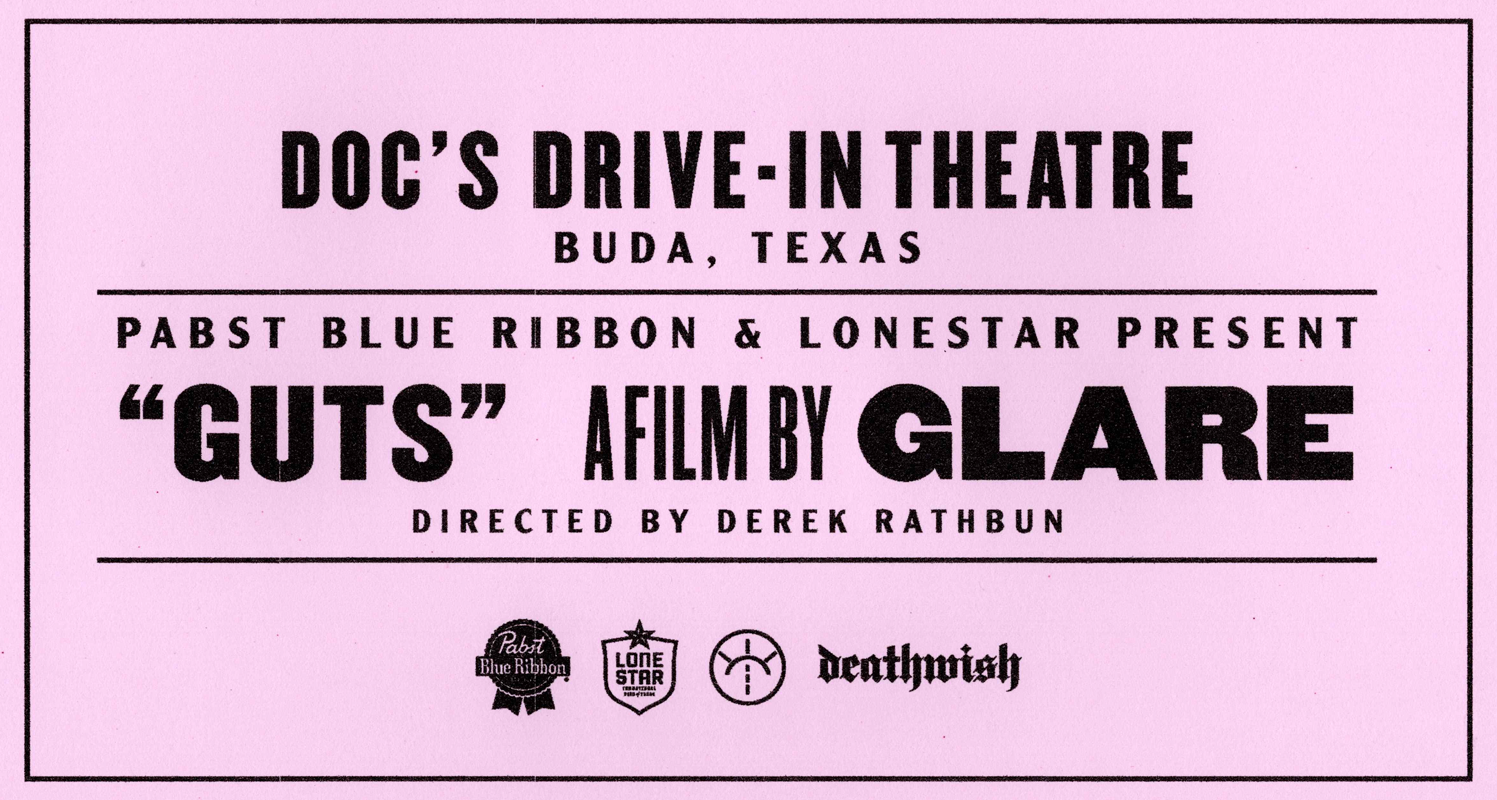 DOC'S DRIVE-IN THEATRE
BUDA, TEXAS
PABST BLUE RIBBON & LONESTAR PRESENT
“GUTS” A FILM BY GLARE
DIRECTED BY DEREK RATHBUN
Pabst
Blue Ribbon
LONE
STAR
deathwish